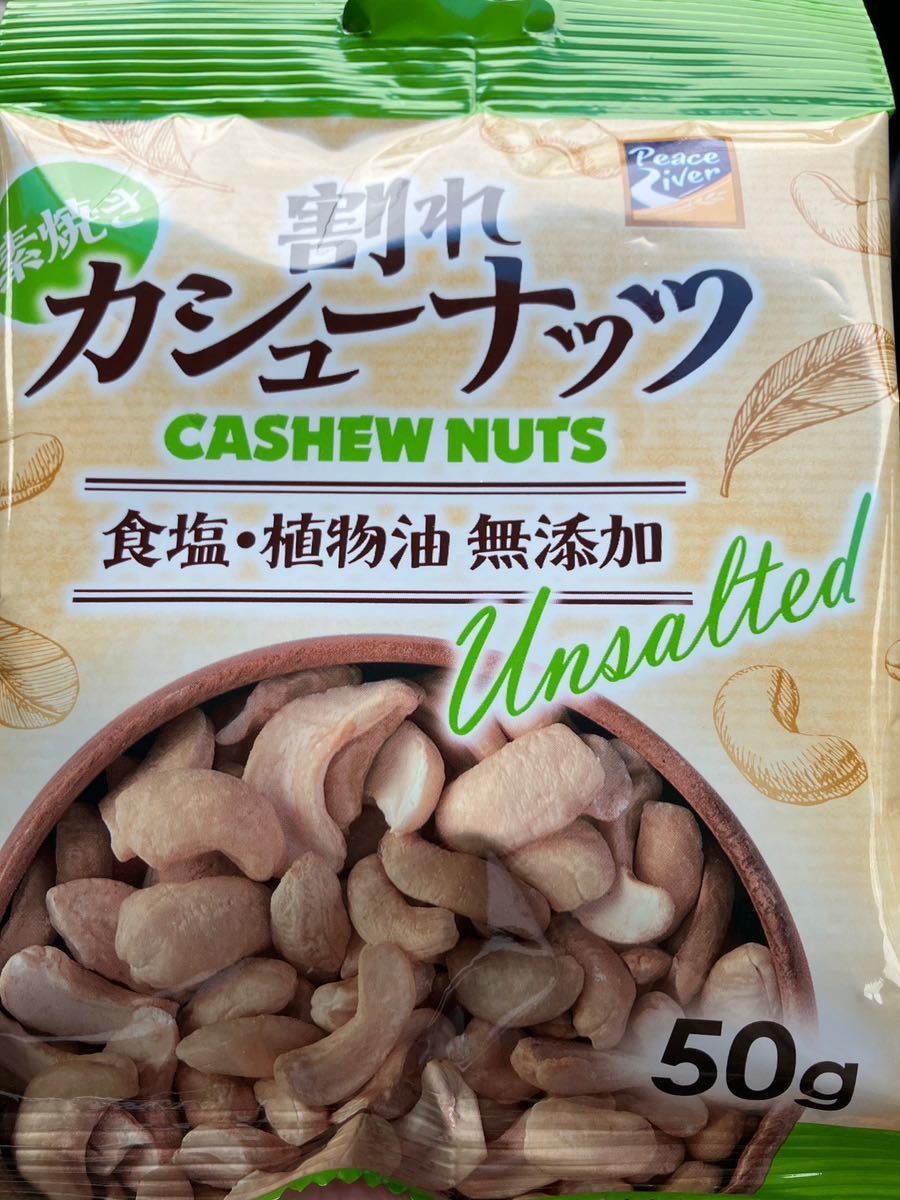 Peace
River
素焼き
割れ
カシューナッツ
CASHEW NUTS
食塩・植物油 無添加
Unsalted
50g